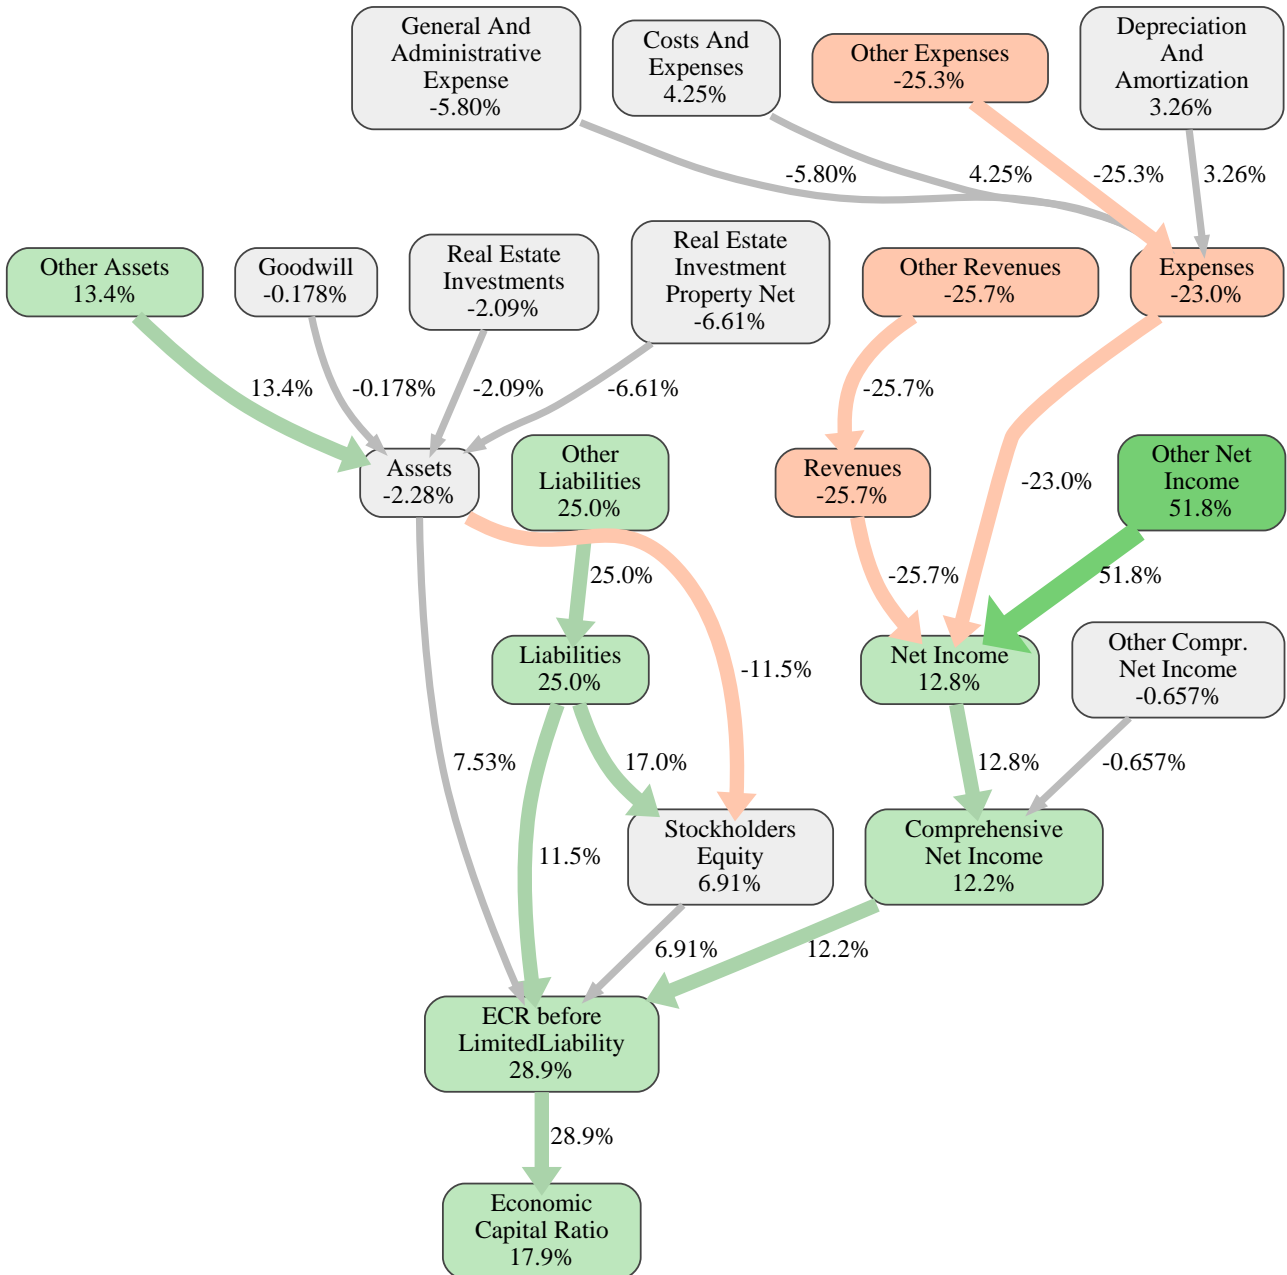 General And
Administrative
Expense
-5.80%
Costs And
Expenses
4.25%
Other Expenses
-25.3%
Depreciation
And
Amortization
3.26%
-5.80%
4.25%
-25.3%
3.26%
Other Assets
13.4%
Goodwill
-0.178%
Real Estate
Investments
-2.09%
Real Estate
Investment
Property Net
-6.61%
Other Revenues
-25.7%
Expenses
-23.0%
13.4%
-0.178%
-2.09%
-6.61%
-25.7%
Assets
-2.28%
Other
Liabilities
25.0%
Revenues
-25.7%
-23.0%
Other Net
Income
51.8%
25.0%
-25.7%
51.8%
Liabilities
25.0%
-11.5%
Net Income
12.8%
Other Compr.
Net Income
-0.657%
7.53%
17.0%
12.8%
-0.657%
11.5%
Stockholders
Equity
6.91%
Comprehensive
Net Income
12.2%
6.91%
12.2%
ECR before
LimitedLiability
28.9%
28.9%
Economic
Capital Ratio
17.9%